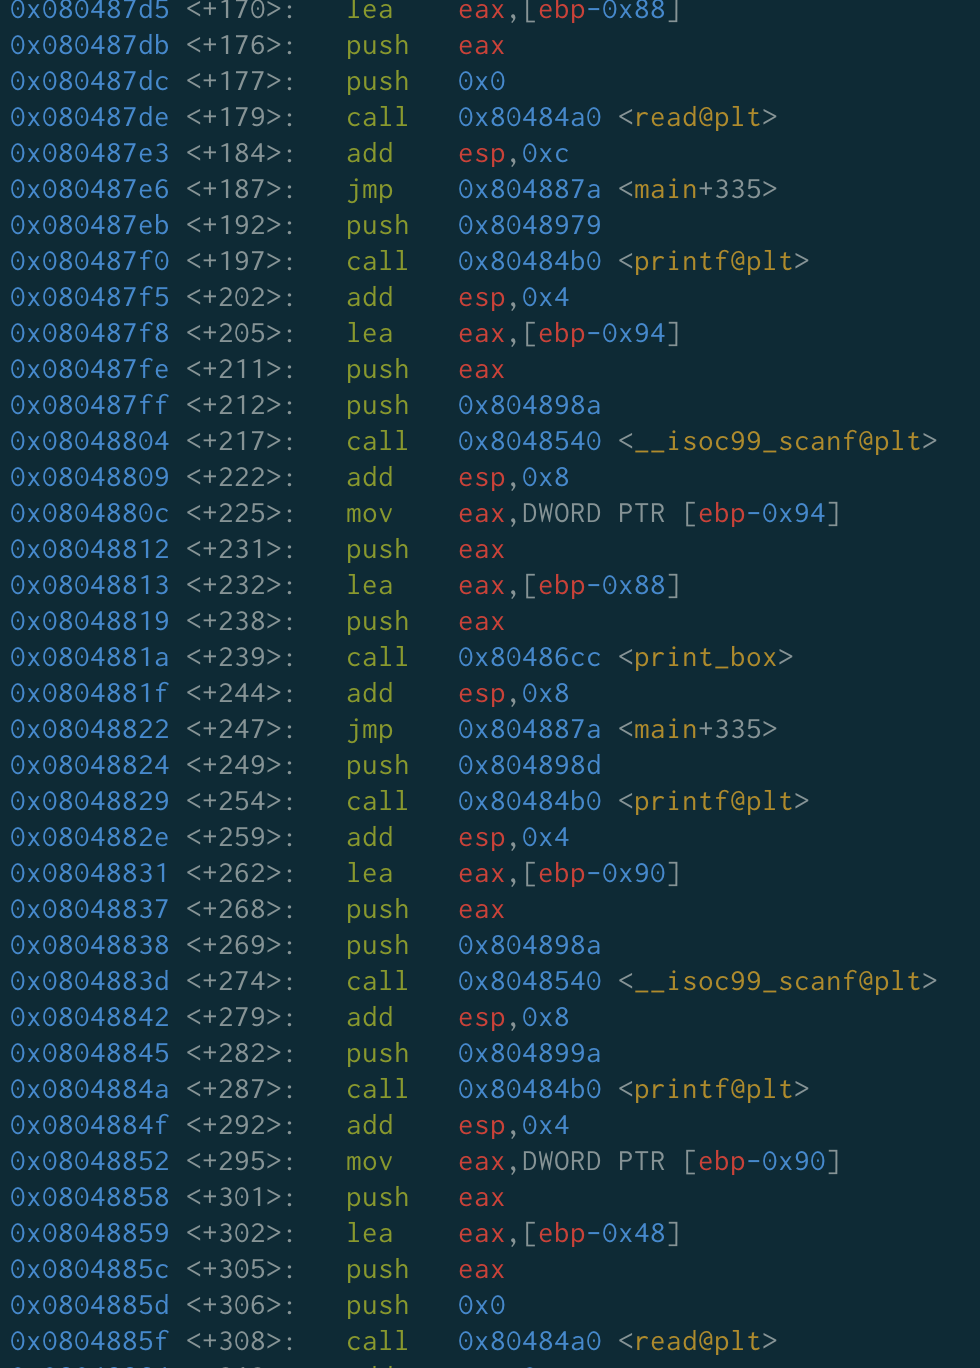 0x080487d5 <+170>: lea eax,[ebp-0x88]
0x080487db <+176>: push eax
0x080487dc <+177>: push 0x0
0x080487de <+179>: call 0x80484a0 <read@plt>
0x080487e3 <+184>: add esp,0xc
0x080487e6 <+187>: jmp 0x804887a <main+335>
0x080487eb <+192>: push 0x8048979
0x080487f0 <+197>: call 0x80484b0 <printf@plt>
0x080487f5 <+202>: add esp,0x4
0x080487f8 <+205>: lea eax,[ebp-0x94]
0x080487fe <+211>: push eax
0x080487ff <+212>: push 0x804898a
0x08048804 <+217>: call 0x8048540 <__isoc99_scanf@plt>
0x08048809 <+222>: add esp,0x8
0x0804880c <+225>: mov eax,DWORD PTR [ebp-0x94]
0x08048812 <+231>: push eax
0x08048813 <+232>: lea eax,[ebp-0x88]
0x08048819 <+238>: push eax
0x0804881a <+239>: call 0x80486cc <print_box>
0x0804881f <+244>: add esp,0x8
0x08048822 <+247>: jmp 0x804887a <main+335>
0x08048824 <+249>: push 0x804898d
0x08048829 <+254>: call 0x80484b0 <printf@plt>
0x0804882e <+259>: add esp,0x4
0x08048831 <+262>: lea eax,[ebp-0x90]
0x08048837 <+268>: push eax
0x08048838 <+269>: push 0x804898a
0x0804883d <+274>: call 0x8048540 <__isoc99_scanf@plt>
0x08048842 <+279>: add esp,0x8
0x08048845 <+282>: push 0x804899a
0x0804884a <+287>: call 0x80484b0 <printf@plt>
0x0804884f <+292>: add esp,0x4
0x08048852 <+295>: mov eax,DWORD PTR [ebp-0x90]
0x08048858 <+301>: push eax
0x08048859 <+302>: lea eax,[ebp-0x48]
0x0804885c <+305>: push eax
0x0804885d <+306>: push 0x0
0x0804885f <+308>: call 0x80484a0 <read@plt>